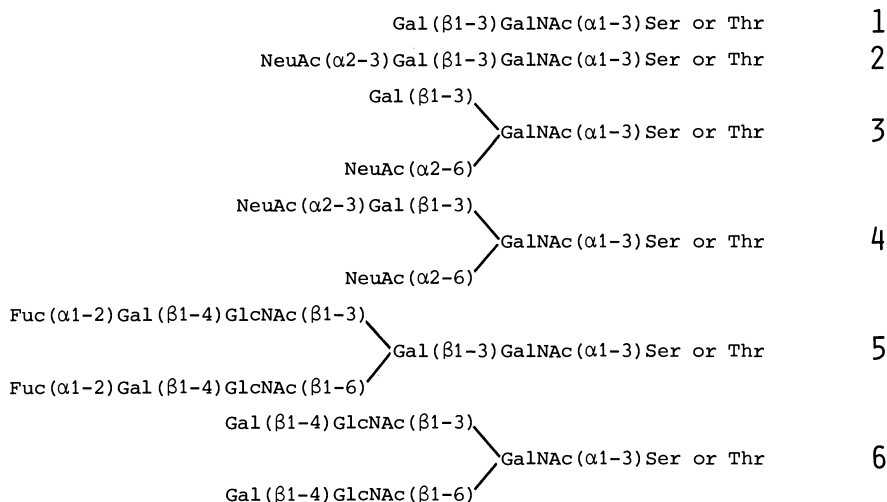 Gal(β1-3)GalNAc(α1-3)Ser or Thr 1
NeuAc(α2-3)Gal(β1-3)GalNAc(α1-3)Ser or Thr 2
Gal(β1-3)
GalNAc(α1-3)Ser or Thr 3
NeuAc(α2-6)
NeuAc(α2-3)Gal(β1-3)
GalNAc(α1-3)Ser or Thr 4
NeuAc(α2-6)
Fuc(α1-2)Gal(β1-4)GlcNAc(β1-3)
Gal(β1-3)GalNAc(α1-3)Ser or Thr 5
Fuc(α1-2)Gal(β1-4)GlcNAc(β1-6)
Gal(β1-4)GlcNAc(β1-3)
GalNAc(α1-3)Ser or Thr 6
Gal(β1-4)GlcNAc(β1-6)